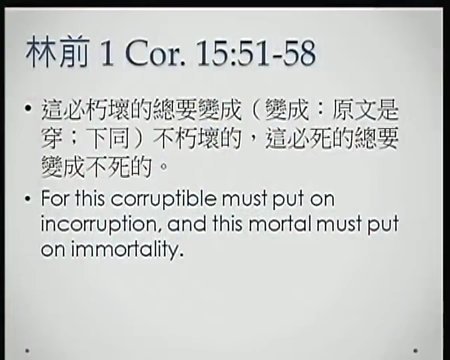 林前 1 Cor. 15:51-58
• 這必朽壞的總要變成（變成：原文是
穿；下同）不朽壞的，這必死的總要
變成不死的。
• For this corruptible must put on
incorruption, and this mortal must put
on immortality.